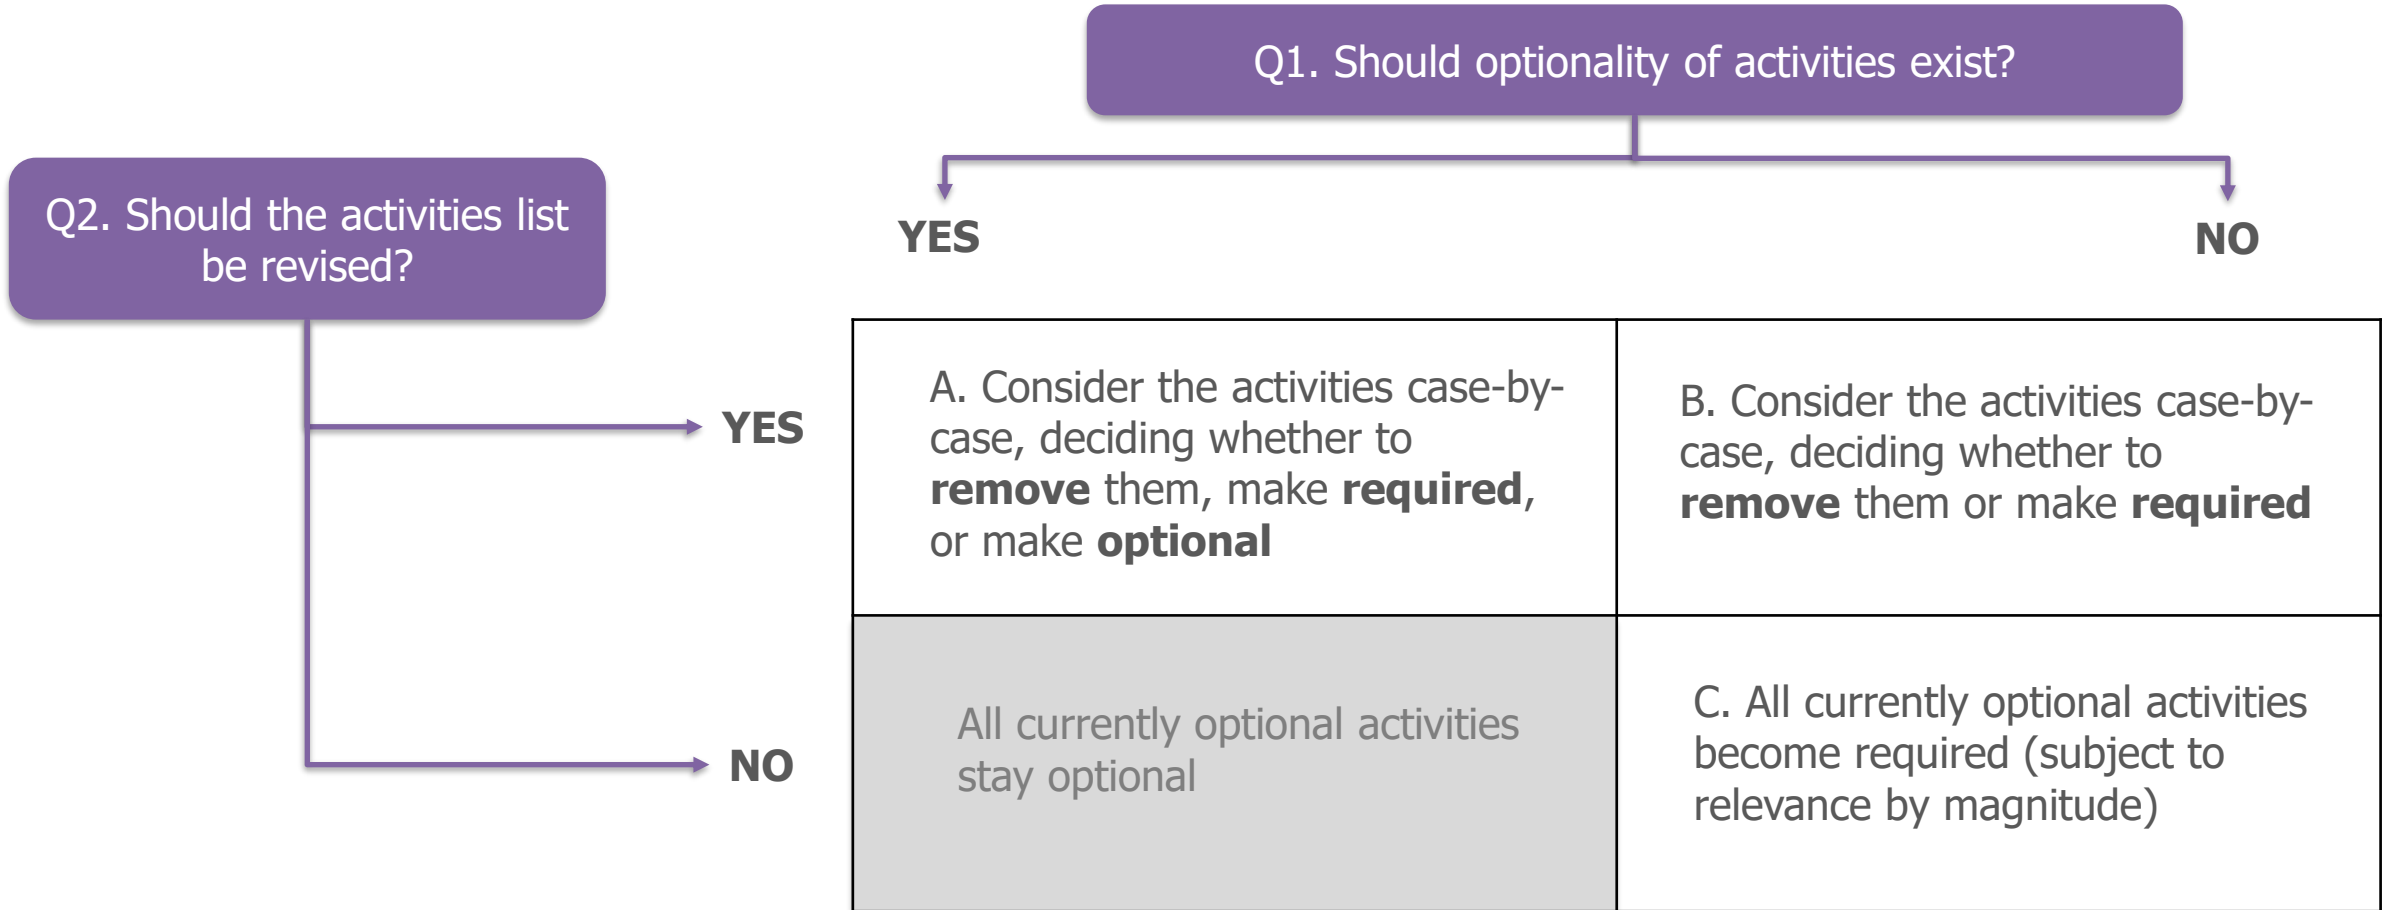 Q1. Should optionality of activities exist?
Q2. Should the activities list
be revised?
YES
NO
YES
A. Consider the activities case-by-
case, deciding whether to
remove them, make required,
or make optional
B. Consider the activities case-by-
case, deciding whether to
remove them or make required
NO
All currently optional activities
stay optional
C. All currently optional activities
become required (subject to
relevance by magnitude)